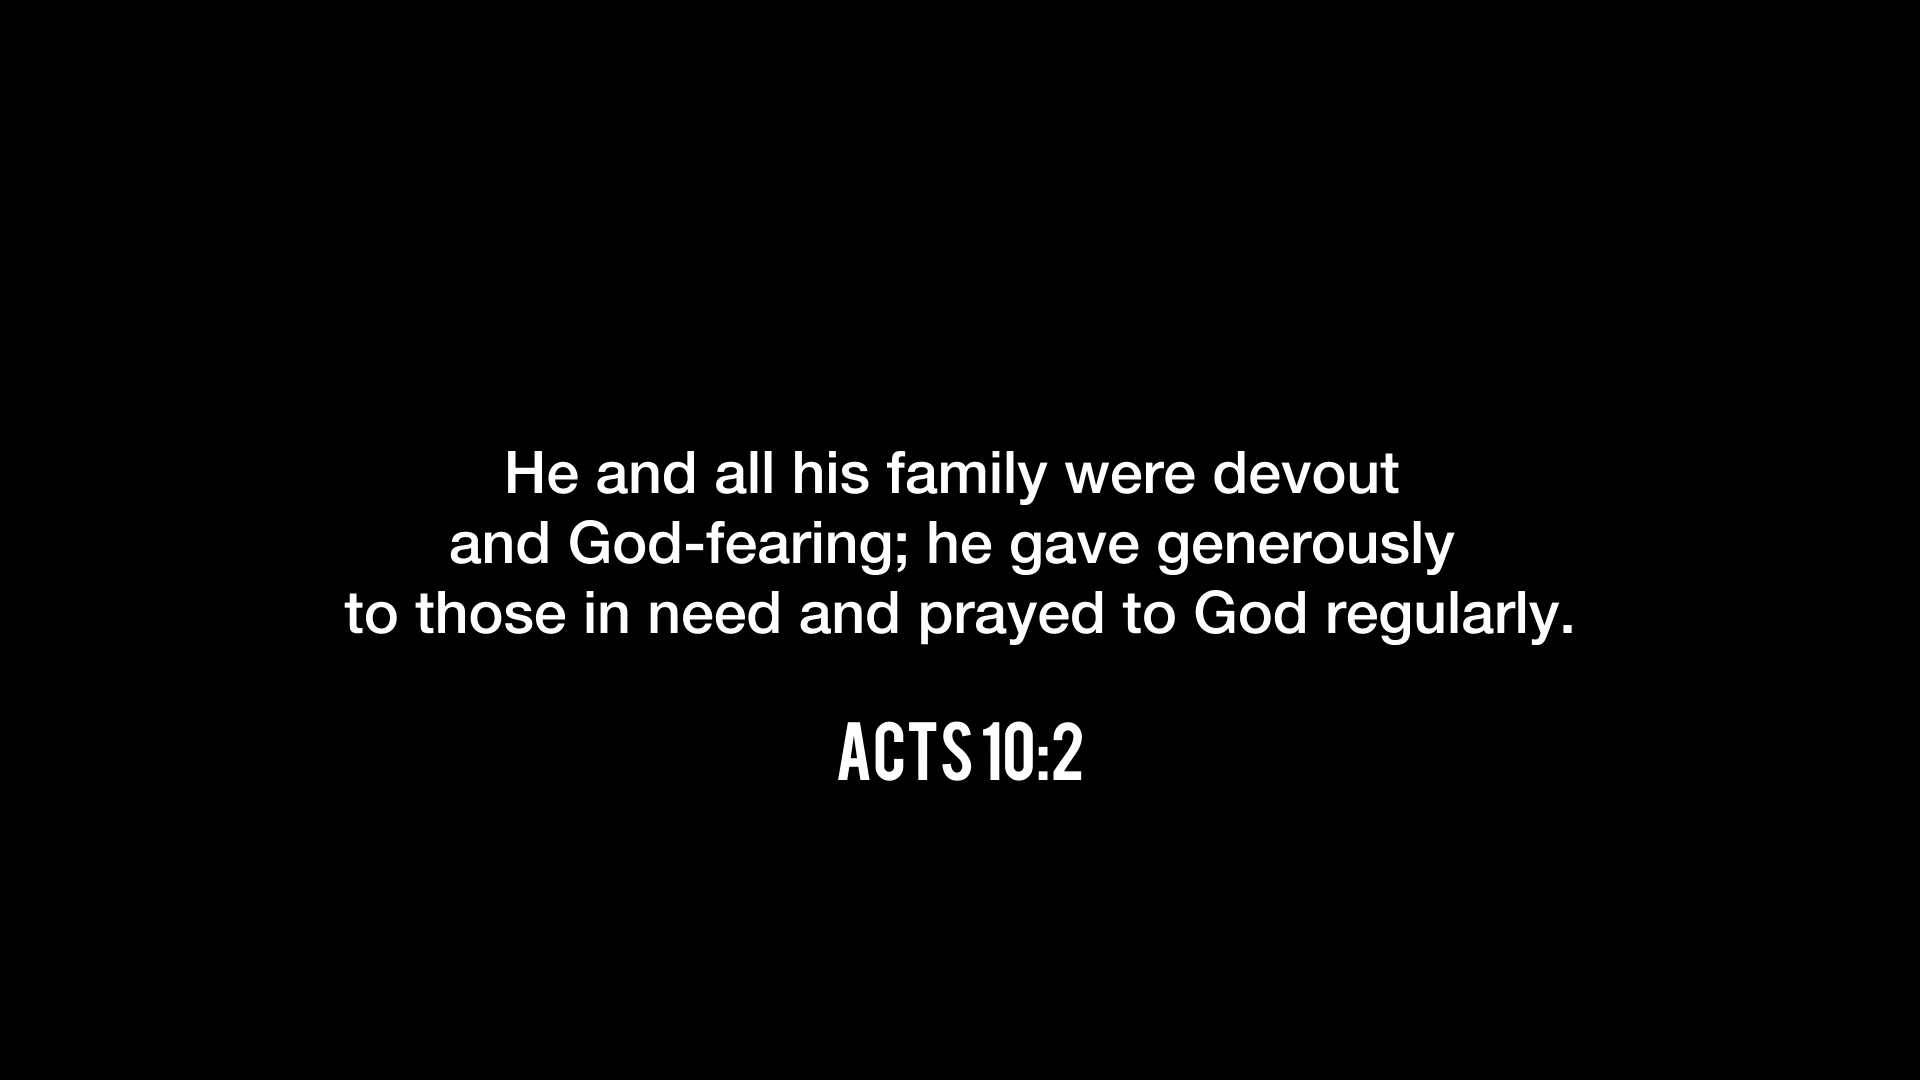 He and all his family were devout
and God-fearing; he gave generously
to those in need and prayed to God regularly.
ACTS 10:2